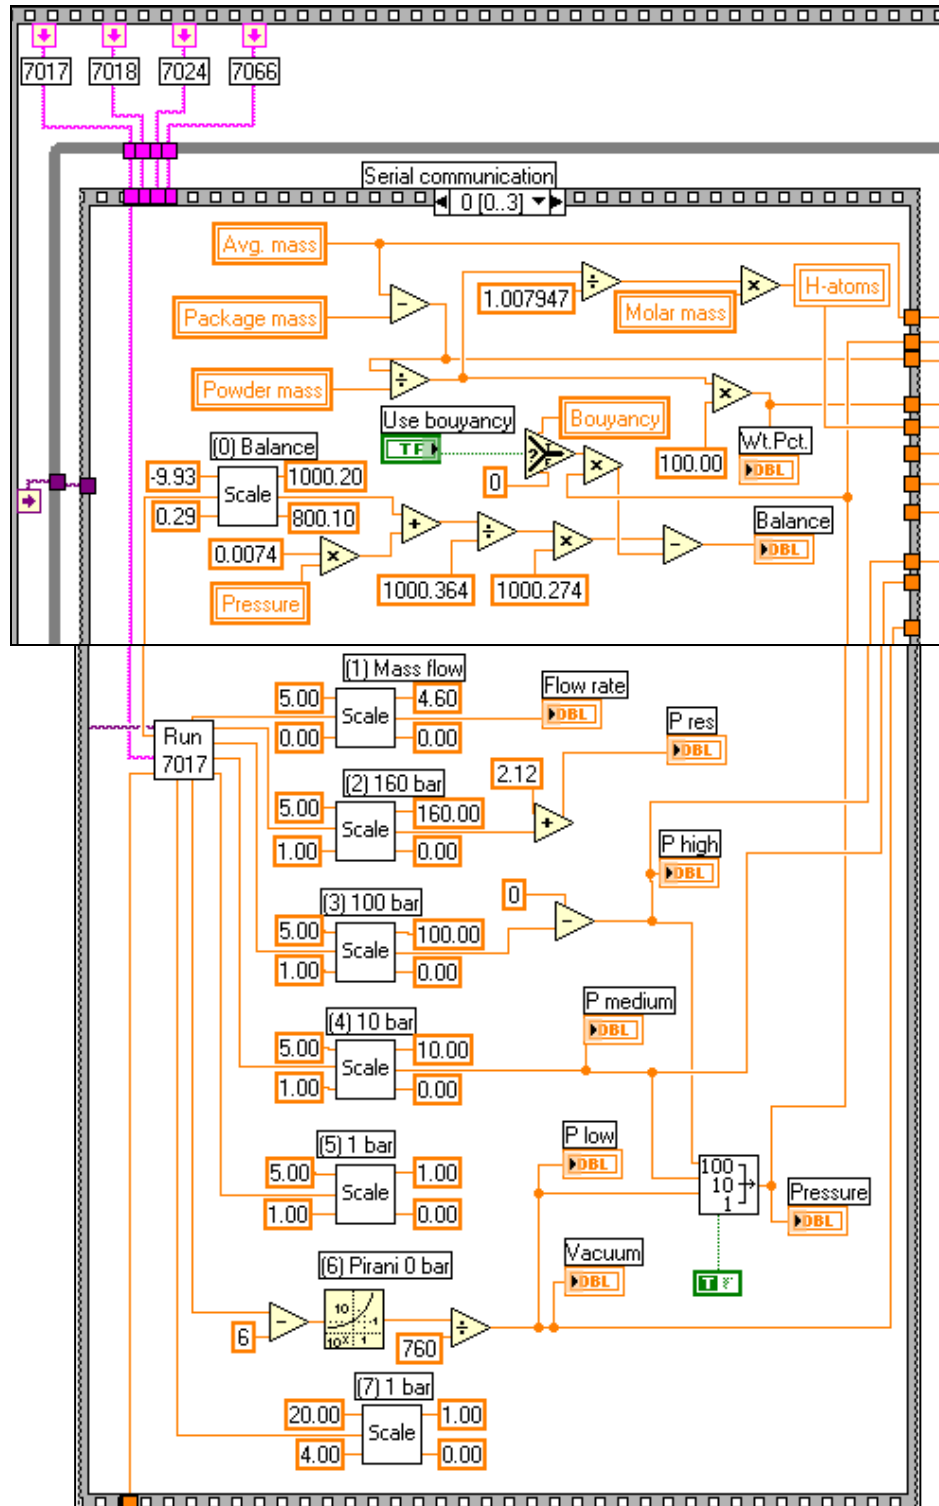 7017 7018 7024 7066
Serial communication
0 [0..3]
Avg. mass
1.007947
H-atoms
Molar mass
Package mass
Powder mass
Use bouyancy
Bouyancy
TF
Wt.Pct.
DBL
100.00
(0) Balance
-9.93 1000.20
Scale
0
0.29 800.10
Balance
DBL
0.0074
1000.364 1000.274
Pressure
(1) Mass flow
Flow rate
5.00 4.60
DBL
Scale
0.00 0.00
P res
DBL
Run
7017
(2) 160 bar
2.12
5.00 160.00
Scale
1.00 0.00
P high
DBL
(3) 100 bar
0
5.00 100.00
Scale
1.00 0.00
P medium
DBL
(4) 10 bar
5.00 10.00
Scale
1.00 0.00
P low
DBL
(5) 1 bar
5.00 1.00
Scale
1.00 0.00
100
10
1
Pressure
DBL
Vacuum
DBL
T
(6) Pirani 0 bar
10
-1
10x 1
6
760
(7) 1 bar
20.00 1.00
Scale
4.00 0.00